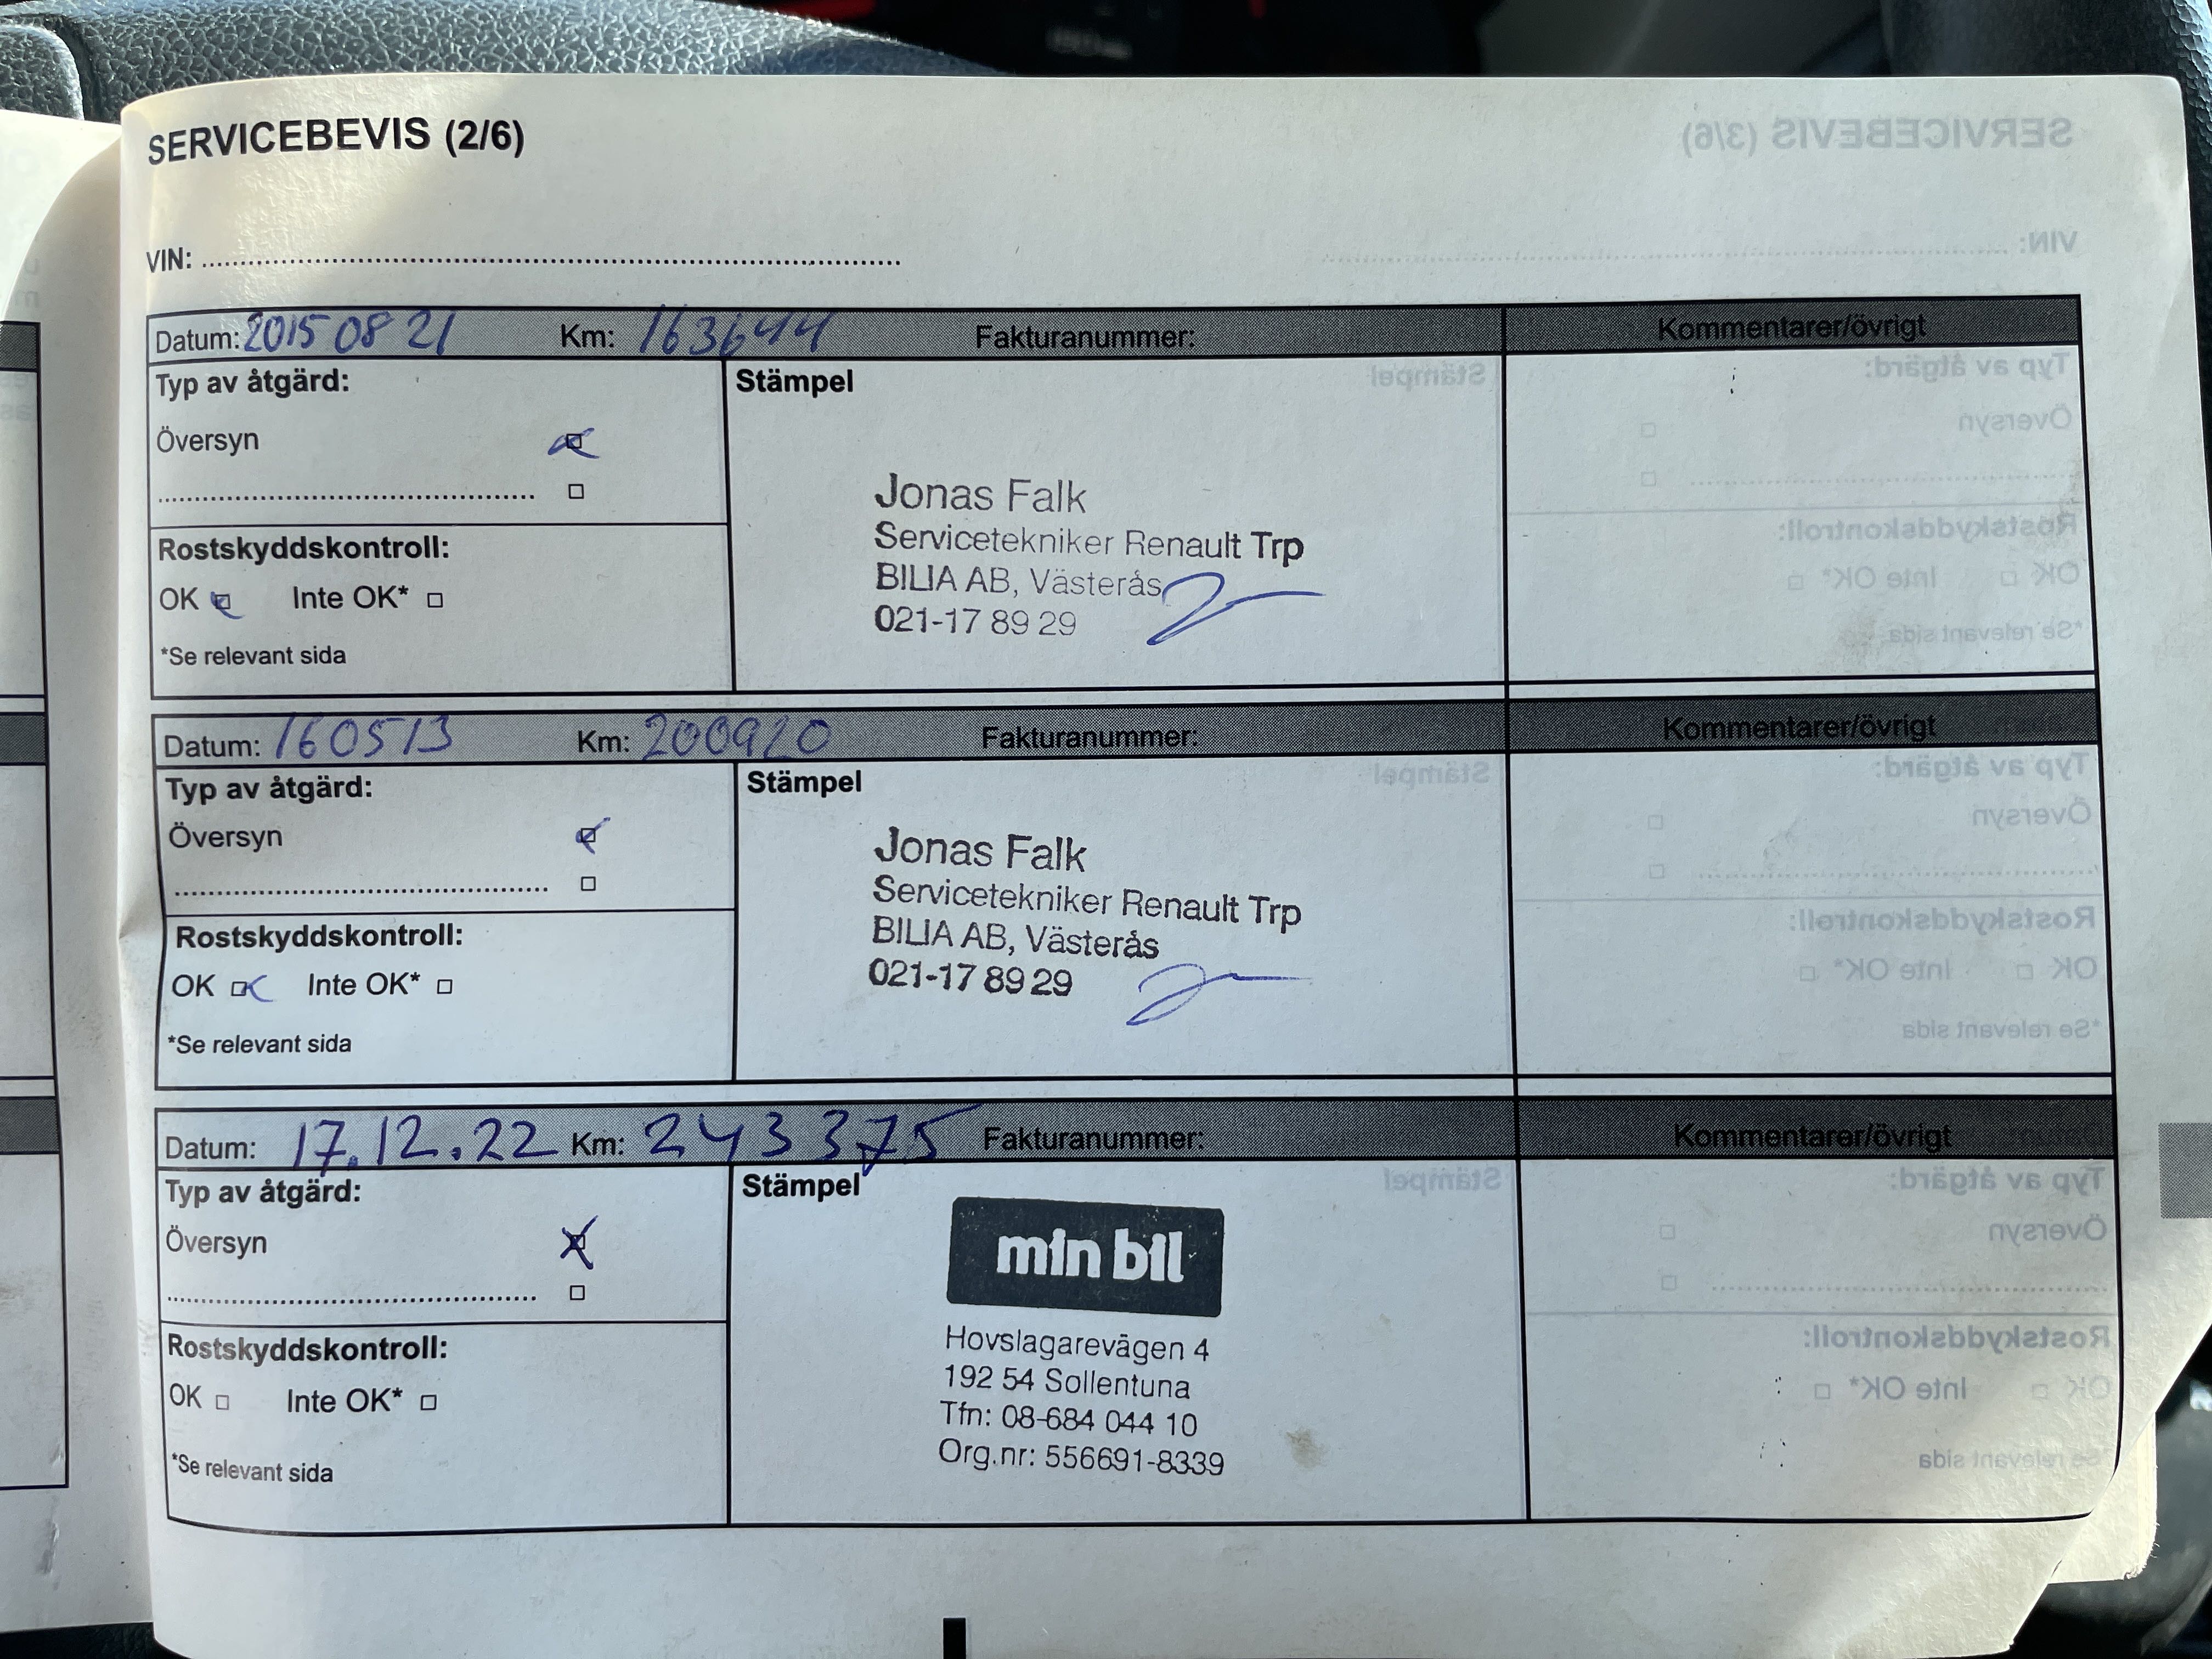 SERVICEBEVIS (2/6)
VIN:
Datum: 2015 08 21 Km: 163644 Fakturanummer: Kommentarer/övrigt
Typ av åtgärd:
Översyn
Rostskyddskontroll:
OK Inte OK*
*Se relevant sida
Stämpel
Jonas Falk
Servicetekniker Renault Trp
BILIA AB, Västerås
021-17 89 29
Datum: 160513 Km: 200920 Fakturanummer: Kommentarer/övrigt
Typ av åtgärd:
Översyn
Rostskyddskontroll:
OK Inte OK*
*Se relevant sida
Stämpel
Jonas Falk
Servicetekniker Renault Trp
BILIA AB, Västerås
021-17 89 29
Datum: 17.12.22 Km: 243375 Fakturanummer: Kommentarer/övrigt
Typ av åtgärd:
Översyn
Rostskyddskontroll:
OK Inte OK*
*Se relevant sida
Stämpel
min bil
Hovslagarevägen 4
192 54 Sollentuna
Tfn: 08-684 044 10
Org.nr: 556691-8339